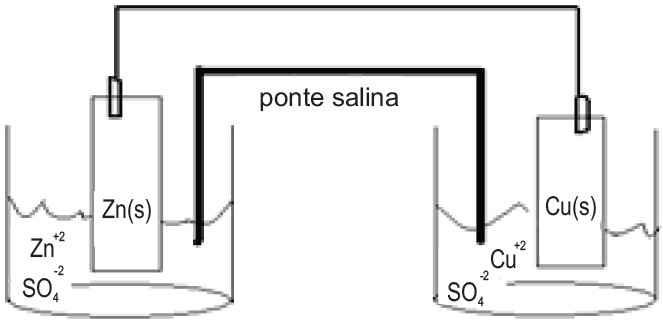 ponte salina
Zn(s)
Cu(s)
Zn+2
Cu+2
SO4-2
SO4-2